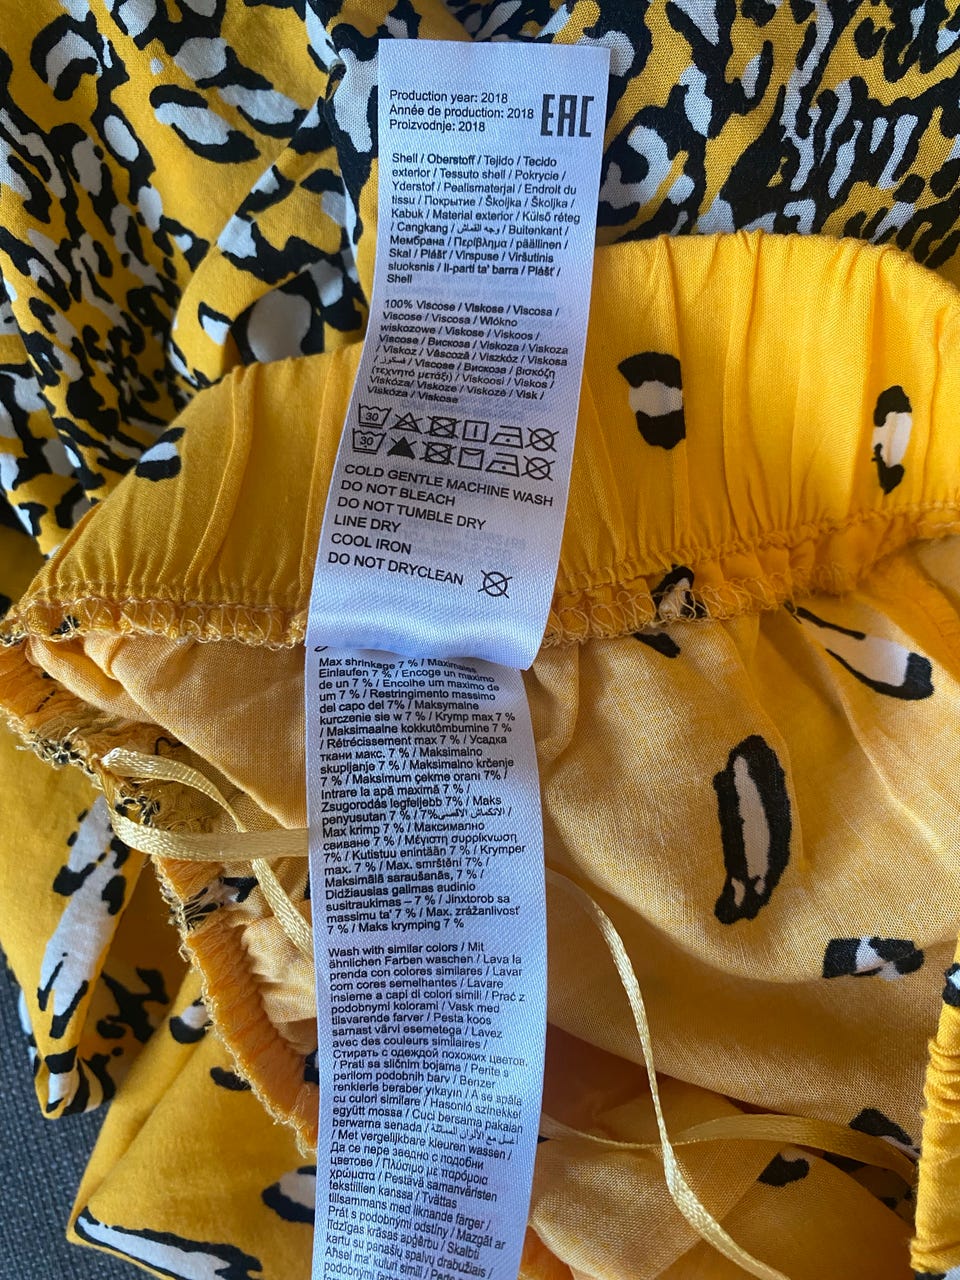 Production year: 2018
Année de production: 2018
Proizvodnje: 2018
EAC
Shell / Oberstoff / Tejido / Tecido
exterior / Tessuto shell / Pokrycie /
Yderstof / Pealismaterjal / Endroit du
tissu / Покрытие / Školjka / Školjka /
Kabuk / Material exterior / Külső réteg
/ Cangkang / وجه القماش / Buitenkant /
Мембрана / Περίβλημα / päällinen /
Skal / Plášť / Virspuse / Viršutinis
sluoksnis / Il-parti ta' barra / Plášť /
Shell
100% Viscose / Viskose / Viscosa /
Viscose / Viscosa / Włókno
wiskozowe / Viskose / Viskoos /
Viscose / Вискоза / Viskoza / Viskoza
/ Viskoz / Vâscoză / Viszkóz / Viskosa
/ فسكوز / Viscose / Вискоза / βισκόζη
(τεχνητό μετάξι) / Viskoosi / Viskos /
Viskóza / Viskoze / Viskozė / Visk /
Viskóza / Viskose
30
30
COLD GENTLE MACHINE WASH
DO NOT BLEACH
DO NOT TUMBLE DRY
LINE DRY
COOL IRON
DO NOT DRYCLEAN
Max shrinkage 7 % / Maximales
Einlaufen 7 % / Encoge un maximo
de un 7 % / Encolhe um maximo de
um 7 % / Restringimento massimo
del capo del 7% / Maksymalne
kurczenie sie w 7 % / Krymp max 7 %
/ Maksimaalne kokkutõmbumine 7 %
/ Rétrécissement max 7 % / Усадка
ткани макс. 7 % / Maksimalno
skupljanje 7 % / Maksimalno krčenje
7 % / Maksimum çekme orani 7% /
Intrare la apă maximă 7 % /
Zsugorodás legfeljebb 7% / Maks
penyusutan 7 % / 7% الانكماش الأقصى /
Max krimp 7 % / Максимално
свиване 7 % / Μέγιστη συρρίκνωση
7% / Kutistuu enintään 7 % / Krymper
max. 7 % / Max. smrštění 7% /
Maksimālā saraušanās, 7 % /
Didžiausias galimas audinio
susitraukimas – 7 % / Jinxtorob sa
massimu ta' 7 % / Max. zrážanlivosť
7 % / Maks krymping 7 %
Wash with similar colors / Mit
ähnlichen Farben waschen / Lava la
prenda con colores similares / Lavar
com cores semelhantes / Lavare
insieme a capi di colori simili / Prać z
podobnymi kolorami / Vask med
tilsvarende farver / Pesta koos
samast värvi esemetega / Lavez
avec des couleurs similaires /
Стирать с одеждой похожих цветов.
/ Prati sa sličnim bojama / Perite s
perilom podobnih barv / Benzer
renklerle beraber yıkayın / A se spăla
cu culori similare / Hasonló színekkel
együtt mossa / Cuci bersama pakaian
berwarna senada / غسل مع الألوان المماثلة
/ Met vergelijkbare kleuren wassen /
Да се пере заедно с подобни
цветове / Πλύσιμο με παρόμοια
χρώματα / Pestävä samanväristen
tekstiilien kanssa / Tvättas
tillsammans med liknande färger /
Prát s podobnými odstíny / Mazgāt ar
līdzīgas krāsas apģērbu / Skalbti
kartu su panašių spalvų drabužiais /
Aħsel ma' kuluri simili / Perte s
podobnými